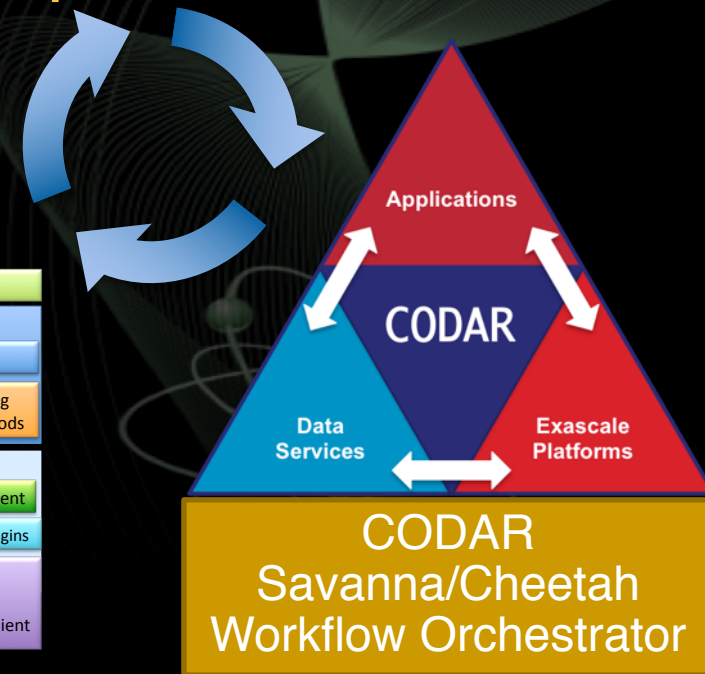 Applications
CODAR
Data
Services
Exascale
Platforms
CODAR
Savanna/Cheetah
Workflow Orchestrator